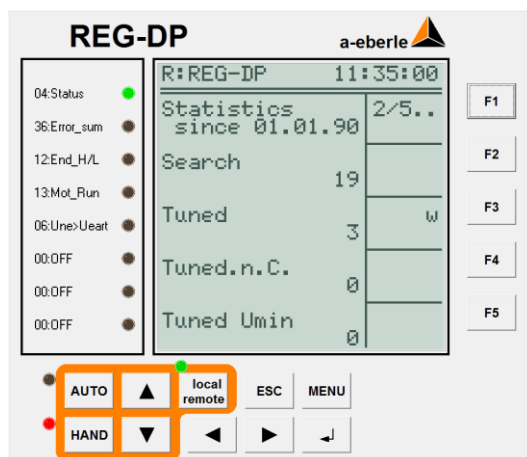 REG-DP
a-eberle
R:REG-DP 11:35:00
04:Status
Statistics 2/5..
since 01.01.90
F1
36:Error_sum
12:End_H/L
Search
19
F2
13:Mot_Run
06:Une>Ueart
Tuned w
3
F3
00:OFF
Tuned.n.C.
0
F4
00:OFF
00:OFF
Tuned Umin
0
F5
AUTO ▲ local remote ESC MENU
HAND ▼ ◄ ► ↵